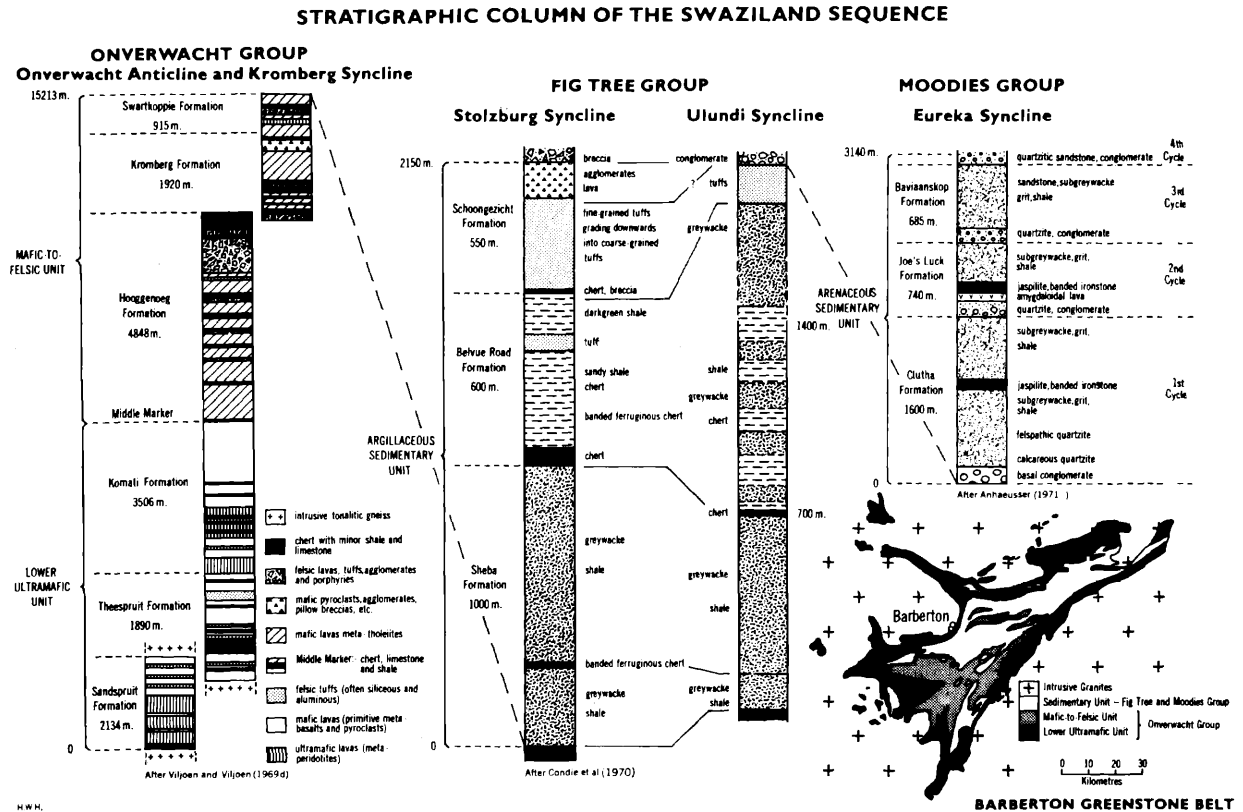 STRATIGRAPHIC COLUMN OF THE SWAZILAND SEQUENCE
ONVERWACHT GROUP
Onverwacht Anticline and Kromberg Syncline
15213 m.
Swartkoppie Formation
915 m.
Kromberg Formation
1920 m.
MAFIC-TO-
FELSIC UNIT
Hooggenoeg
Formation
4848 m.
Middle Marker
Komati Formation
3506 m.
LOWER
ULTRAMAFIC
UNIT
Theespruit Formation
1890 m.
Sandspruit
Formation
2134 m.
0
After Viljoen and Viljoen (1969d)
H.W.H.
intrusive tonalitic gneiss
chert with minor shale and
limestone
felsic lavas, tuffs, agglomerates
and porphyries
mafic pyroclasts, agglomerates,
pillow breccias, etc.
mafic lavas meta-tholeiites
Middle Marker - chert, limestone
and shale
felsic tuffs (often siliceous and
aluminous)
mafic lavas (primitive meta-
basalts and pyroclasts)
ultramafic lavas (meta-
peridotites)
FIG TREE GROUP
Stolzburg Syncline
Ulundi Syncline
2150 m.
Schoongezicht
Formation
550 m.
Belvue Road
Formation
600 m.
ARGILLACEOUS
SEDIMENTARY
UNIT
Sheba
Formation
1000 m.
0
breccia
agglomerates
lava
fine-grained tuffs
grading downwards
into coarse-grained
tuffs
chert, breccia
darkgreen shale
tuff
sandy shale
chert
banded ferruginous chert
chert
greywacke
shale
banded ferruginous chert
greywacke
shale
After Condie et al (1970)
conglomerate
? tuffs
greywacke
shale
greywacke
chert
chert
greywacke
shale
greywacke
shale
1400 m.
700 m.
MOODIES GROUP
Eureka Syncline
3140 m.
Baviaanskop
Formation
685 m.
Joe's Luck
Formation
740 m.
ARENACEOUS
SEDIMENTARY
UNIT
Clutha
Formation
1600 m.
0
quartzitic sandstone, conglomerate
sandstone, subgreywacke
grit, shale
quartzite, conglomerate
subgreywacke, grit,
shale
jaspilite, banded ironstone
amygdaloidal lava
quartzite, conglomerate
subgreywacke, grit,
shale
jaspilite, banded ironstone
subgreywacke, grit,
shale
felspathic quartzite
calcareous quartzite
basal conglomerate
4th
Cycle
3rd
Cycle
2nd
Cycle
1st
Cycle
After Anhaeusser (1971)
Barberton
Intrusive Granites
Sedimentary Unit - Fig Tree and Moodies Group
Mafic-to-Felsic Unit
Lower Ultramafic Unit
Onverwacht Group
0 10 20 30
Kilometres
BARBERTON GREENSTONE BELT